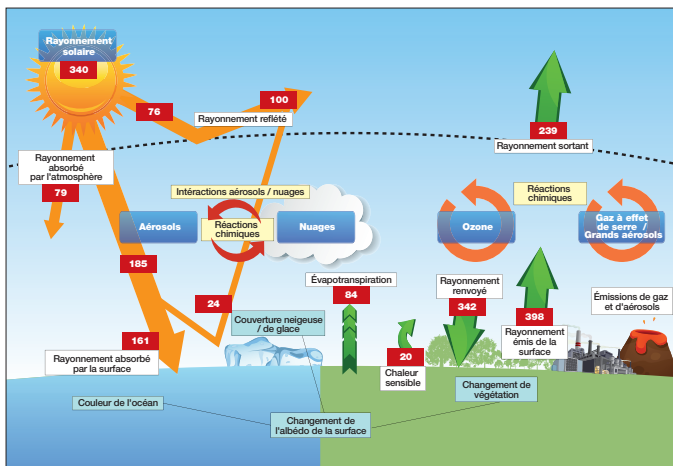 Rayonnement
solaire
340
76
100
Rayonnement reflété
239
Rayonnement sortant
Rayonnement
absorbé
par l'atmosphère
79
Intéractions aérosols / nuages
Aérosols
Réactions
chimiques
Nuages
Réactions
chimiques
Ozone
Gaz à effet
de serre /
Grands aérosols
185
24
Évapotranspiration
84
Rayonnement
renvoyé
342
398
Rayonnement
émis de la
surface
Émissions de gaz
et d'aérosols
Couverture neigeuse
/ de glace
161
Rayonnement absorbé
par la surface
20
Chaleur
sensible
Changement de
végétation
Couleur de l'océan
Changement de
l'albédo de la surface